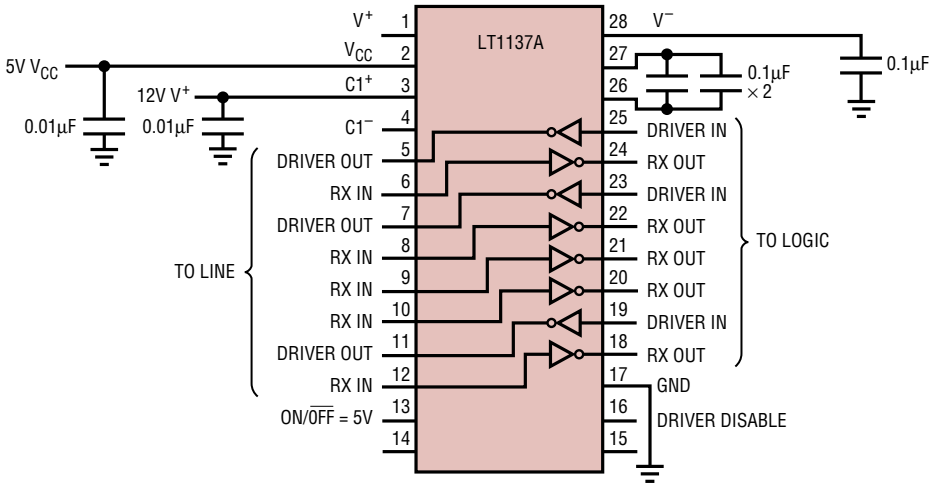 LT1137A
V+ 1
VCC 2
5V VCC
C1+ 3
12V V+
C1– 4
0.01µF
0.01µF
DRIVER OUT 5
RX IN 6
DRIVER OUT 7
RX IN 8
RX IN 9
RX IN 10
DRIVER OUT 11
RX IN 12
ON/O̅F̅F̅ = 5V 13
14
TO LINE
28 V–
0.1µF
27
26
0.1µF
× 2
25 DRIVER IN
24 RX OUT
23 DRIVER IN
22 RX OUT
21 RX OUT
20 RX OUT
19 DRIVER IN
18 RX OUT
TO LOGIC
17 GND
16 DRIVER DISABLE
15